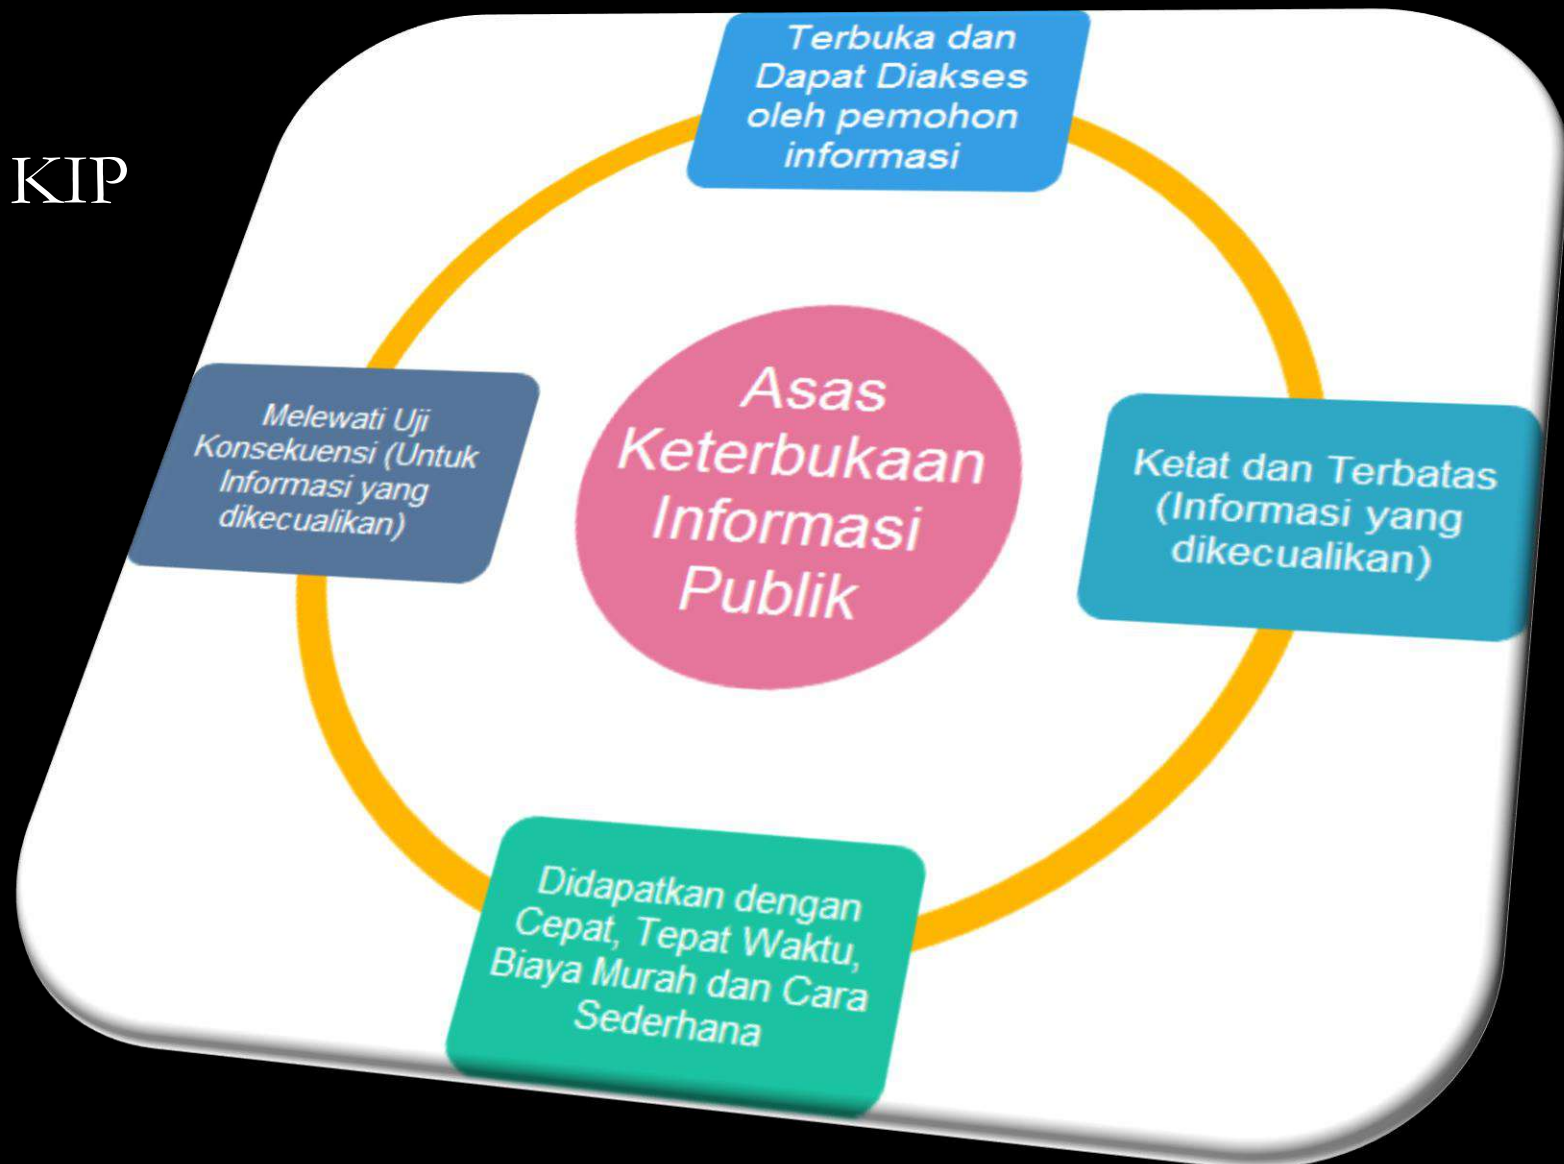 KIP
Terbuka dan
Dapat Diakses
oleh pemohon
informasi
Melewati Uji
Konsekuensi (Untuk
Informasi yang
dikecualikan)
Asas
Keterbukaan
Informasi
Publik
Ketat dan Terbatas
(Informasi yang
dikecualikan)
Didapatkan dengan
Cepat, Tepat Waktu,
Biaya Murah dan Cara
Sederhana